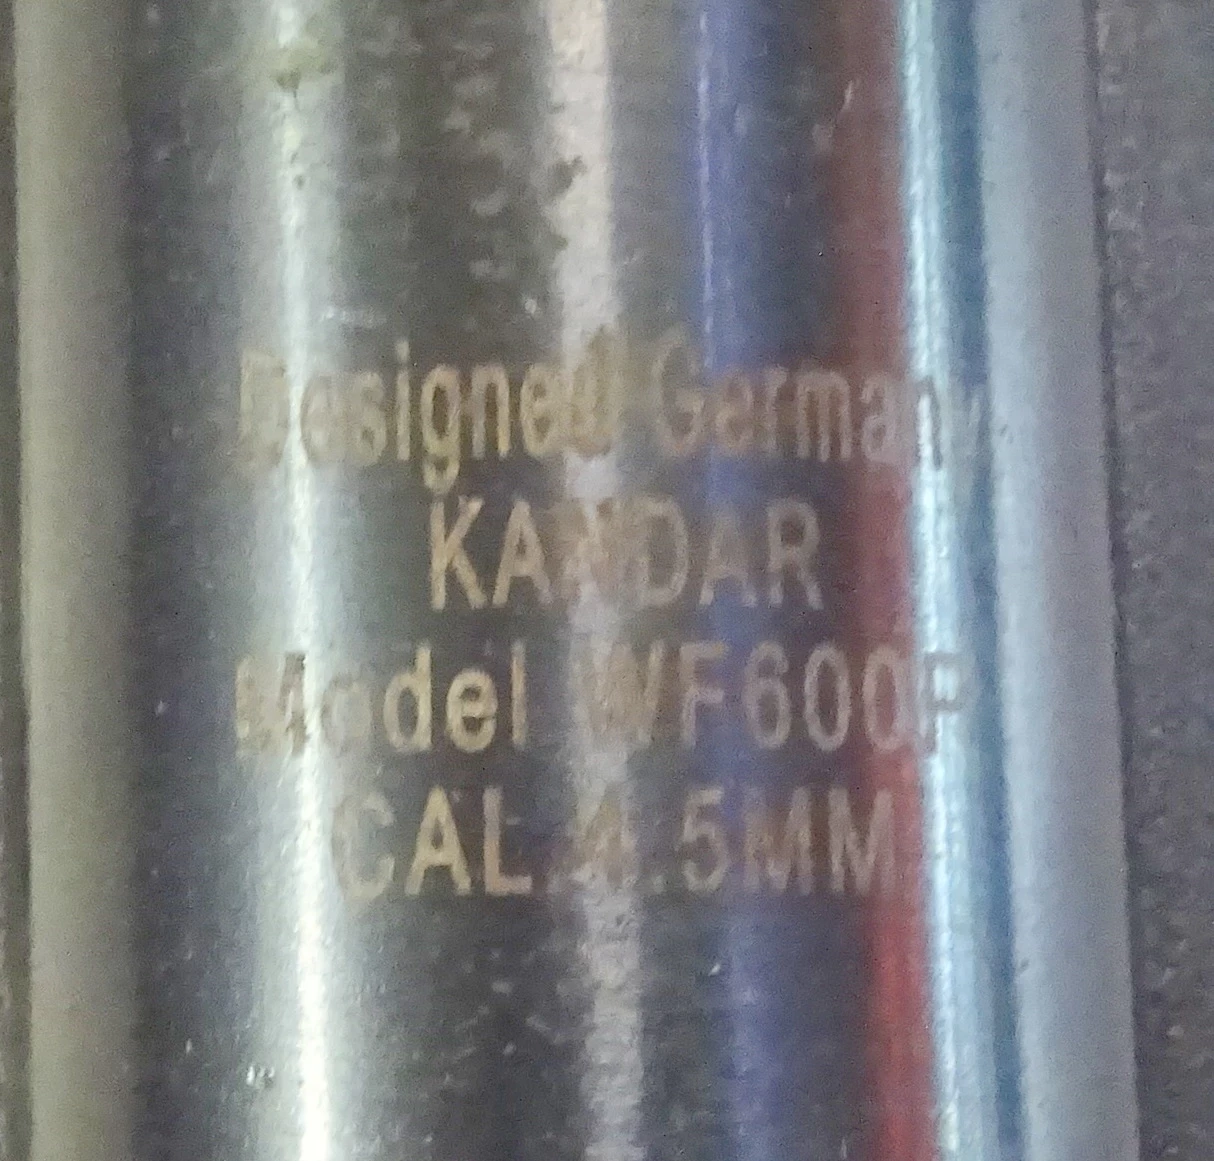 Designed Germany
KANDAR
Model WF600P
CAL 4.5MM